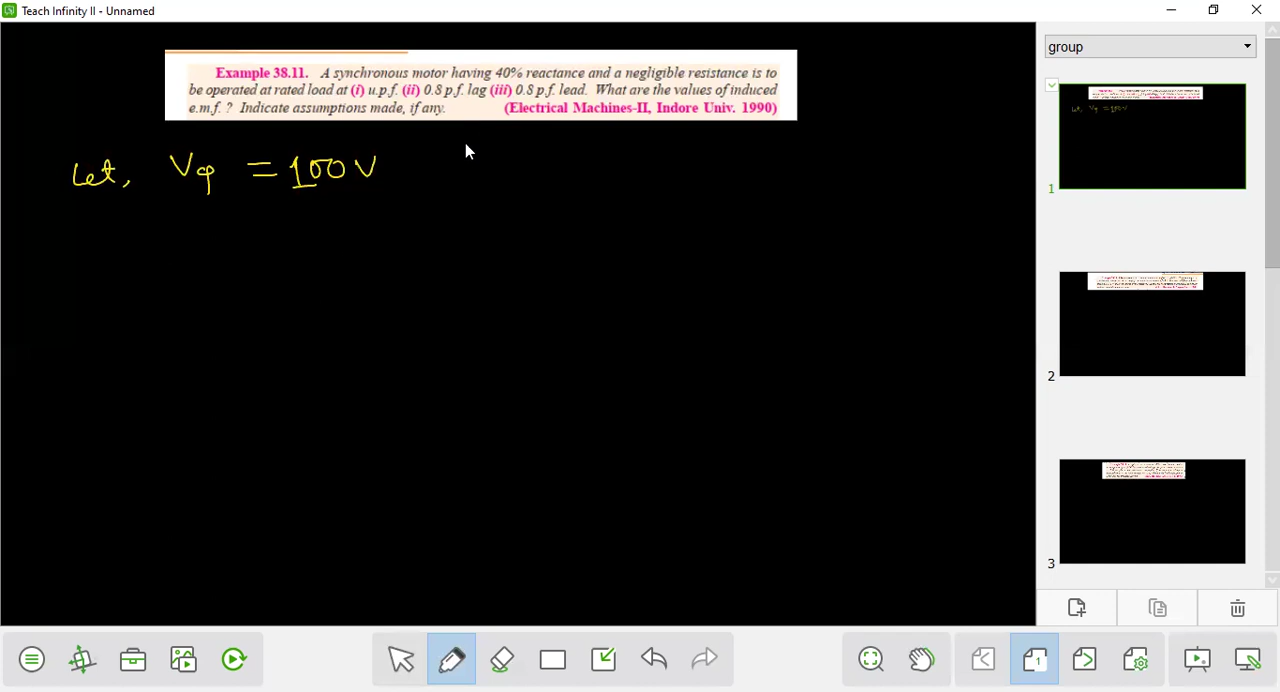 Teach Infinity II - Unnamed
group
Example 38.11. A synchronous motor having 40% reactance and a negligible resistance is to
be operated at rated load at (i) u.p.f. (ii) 0.8 p.f. lag (iii) 0.8 p.f. lead. What are the values of induced
e.m.f. ? Indicate assumptions made, if any. (Electrical Machines-II, Indore Univ. 1990)
Let, Vφ = 100 V
1
2
3
1